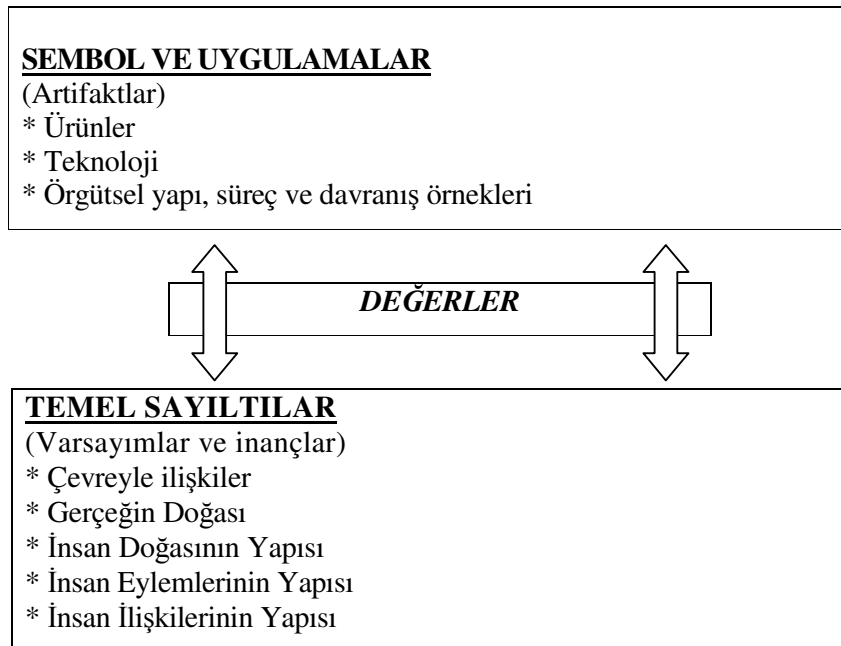 SEMBOL VE UYGULAMALAR
(Artifaktlar)
* Ürünler
* Teknoloji
* Örgütsel yapı, süreç ve davranış örnekleri
DEĞERLER
TEMEL SAYILTILAR
(Varsayımlar ve inançlar)
* Çevreyle ilişkiler
* Gerçeğin Doğası
* İnsan Doğasının Yapısı
* İnsan Eylemlerinin Yapısı
* İnsan İlişkilerinin Yapısı